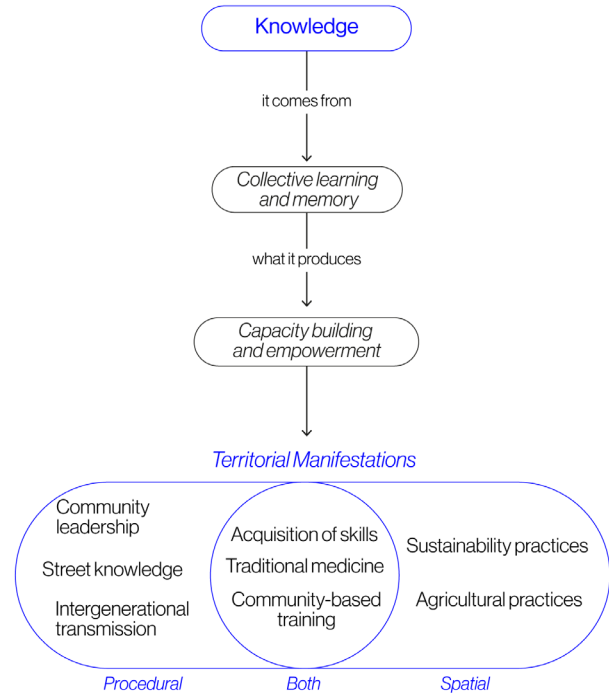 Knowledge
it comes from
Collective learning
and memory
what it produces
Capacity building
and empowerment
Territorial Manifestations
Community
leadership
Street knowledge
Intergenerational
transmission
Acquisition of skills
Traditional medicine
Community-based
training
Sustainability practices
Agricultural practices
Procedural
Both
Spatial